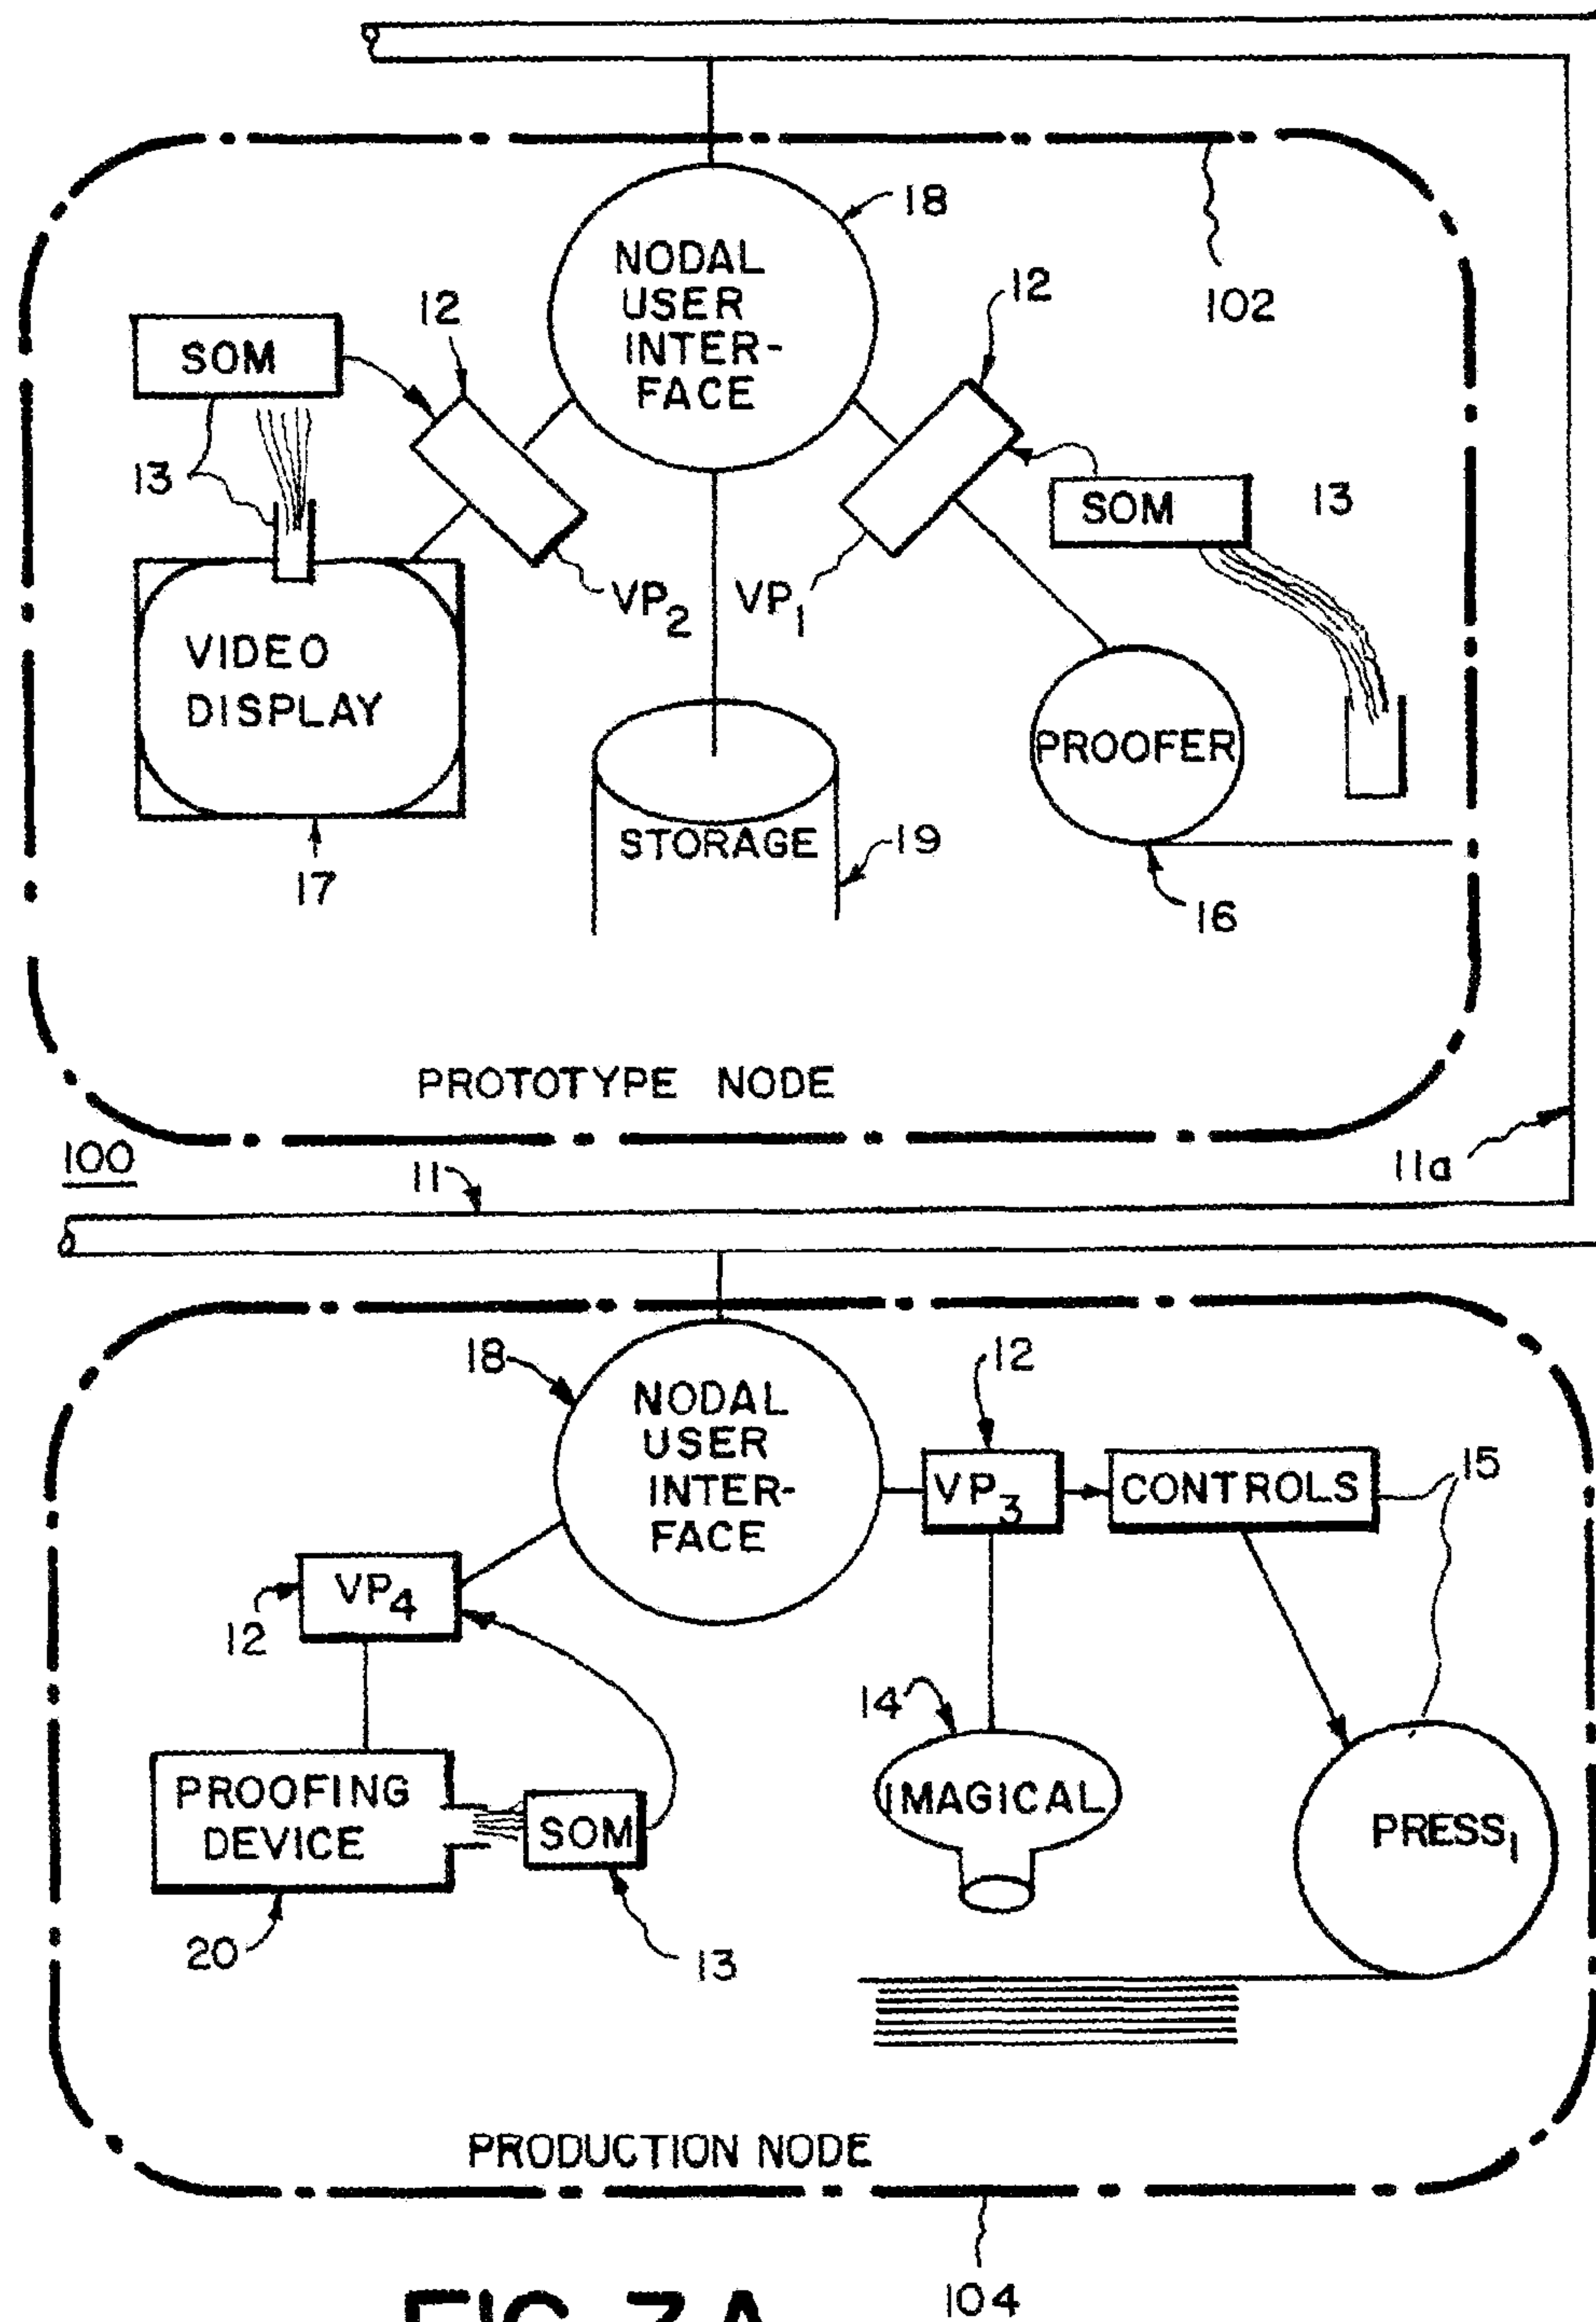 18
NODAL
USER
INTER-
FACE
12
12
102
SOM
13
SOM
13
VP2
VP1
VIDEO
DISPLAY
PROOFER
STORAGE
19
17
16
PROTOTYPE NODE
100
11
11a
18
12
NODAL
USER
INTER-
FACE
15
VP3
CONTROLS
VP4
12
14
PROOFING
DEVICE
SOM
IMAGICAL
PRESS1
20
13
PRODUCTION NODE
104